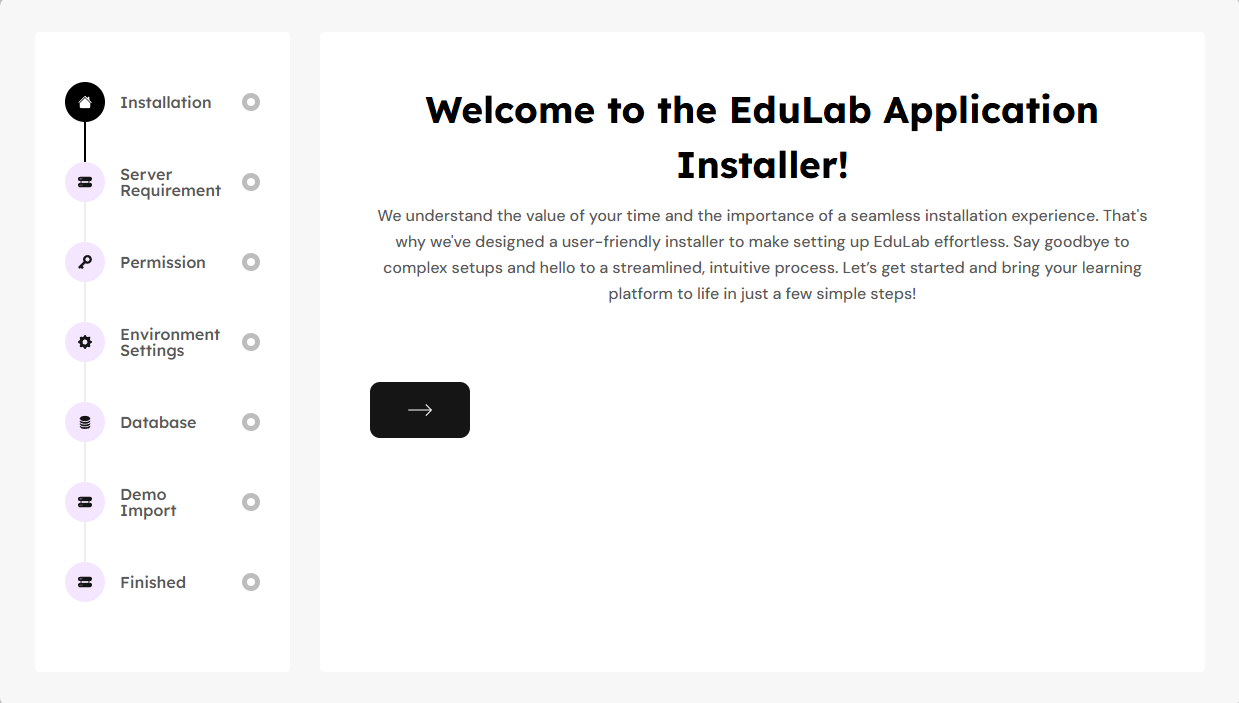 Installation
Server
Requirement
Permission
Environment
Settings
Database
Demo
Import
Finished
Welcome to the EduLab Application
Installer!
We understand the value of your time and the importance of a seamless installation experience. That's
why we've designed a user-friendly installer to make setting up EduLab effortless. Say goodbye to
complex setups and hello to a streamlined, intuitive process. Let’s get started and bring your learning
platform to life in just a few simple steps!